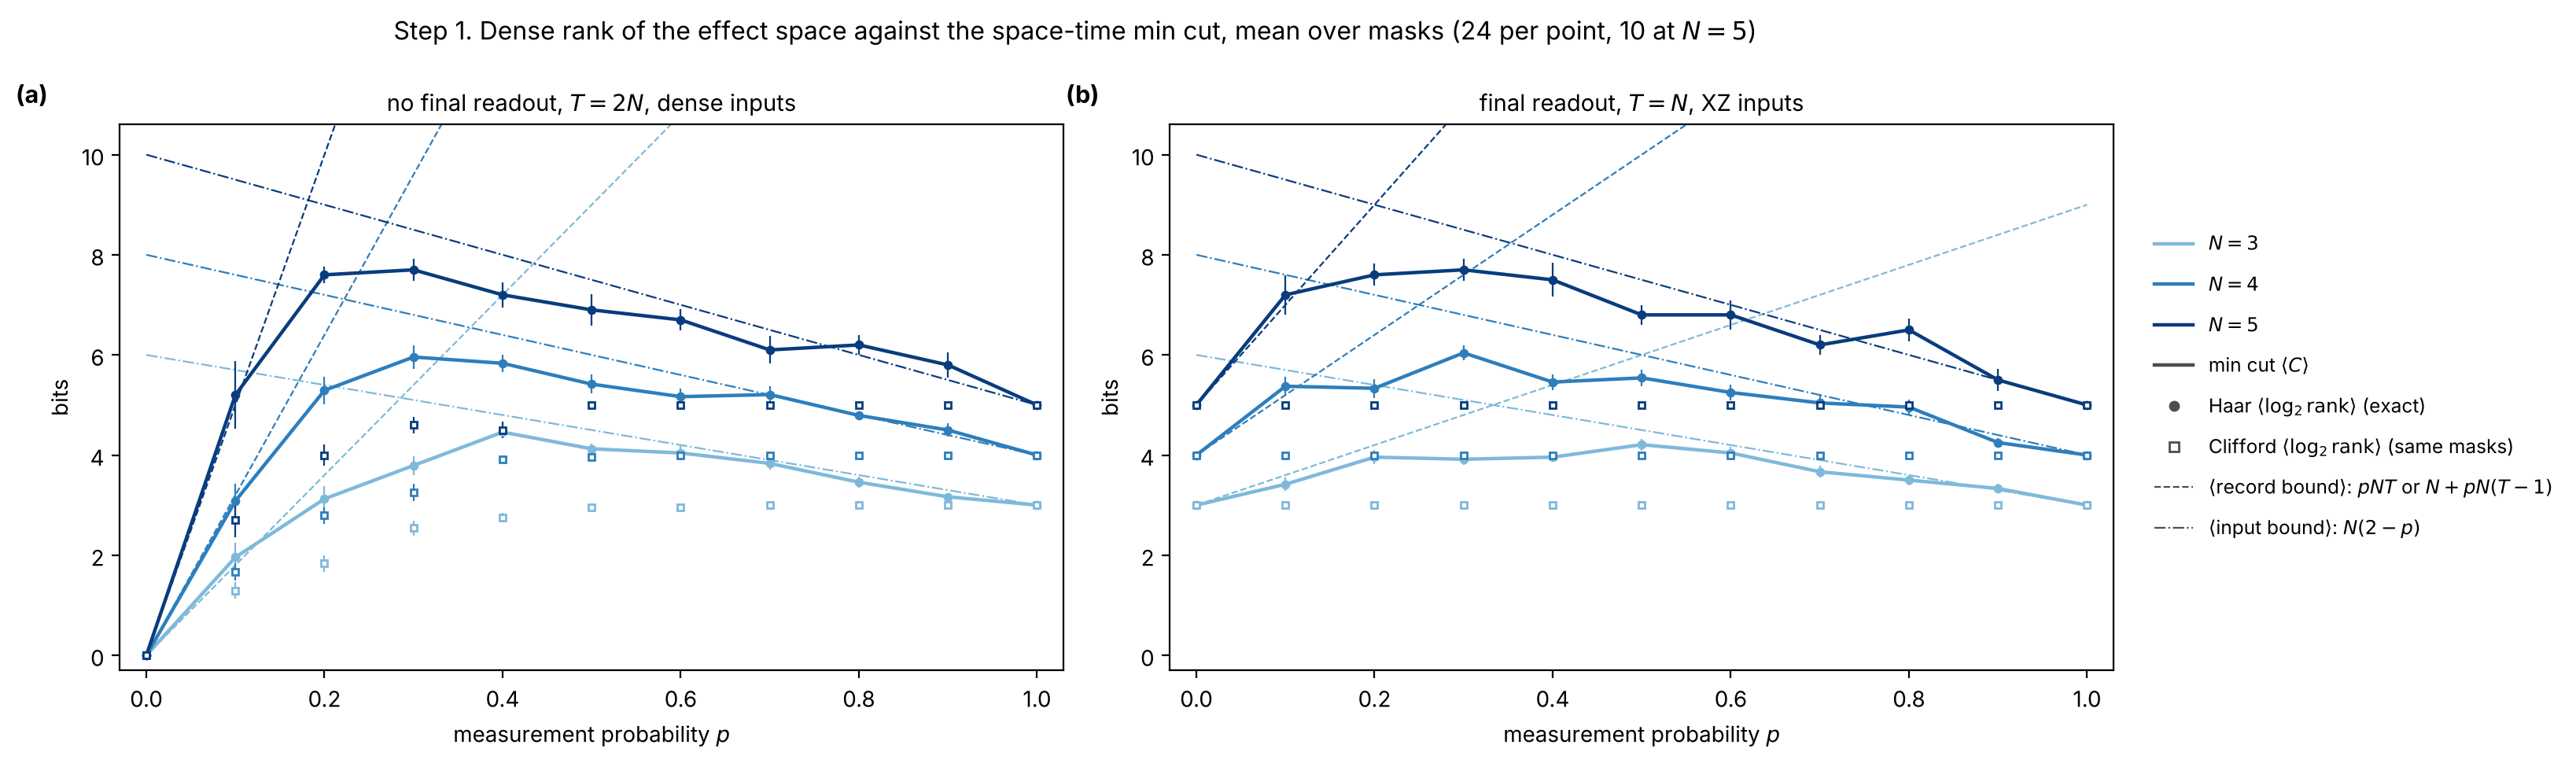 Step 1. Dense rank of the effect space against the space-time min cut, mean over masks (24 per point, 10 at N = 5)
(a)
no final readout, T = 2N, dense inputs
10
8
6
4
2
0
bits
0.0 0.2 0.4 0.6 0.8 1.0
measurement probability p
(b)
final readout, T = N, XZ inputs
10
8
6
4
2
0
bits
0.0 0.2 0.4 0.6 0.8 1.0
measurement probability p
N = 3
N = 4
N = 5
min cut ⟨C⟩
Haar ⟨log₂ rank⟩ (exact)
Clifford ⟨log₂ rank⟩ (same masks)
⟨record bound⟩: pNT or N + pN(T − 1)
⟨input bound⟩: N(2 − p)